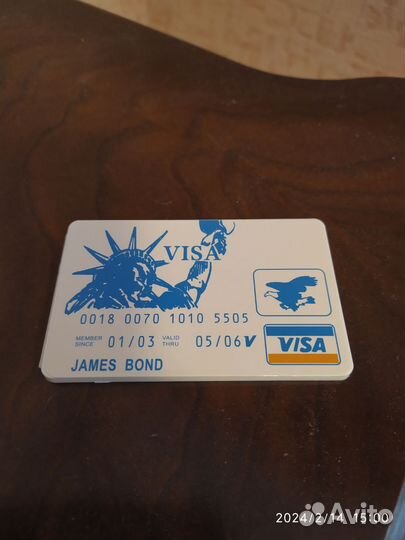 VISA
0018 0070 1010 5505
MEMBER SINCE 01/03 VALID THRU 05/06 V
VISA
JAMES BOND
2024/2/14 15:00
Avito